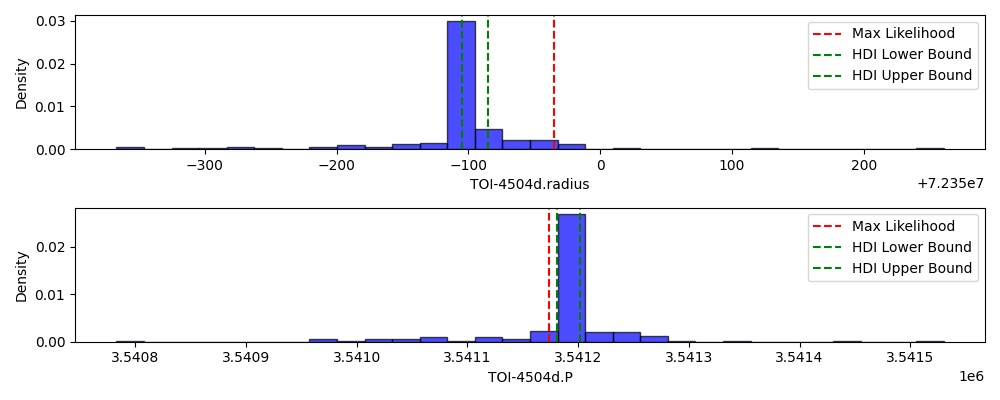 0.03
0.02
0.01
0.00
Density
Max Likelihood
HDI Lower Bound
HDI Upper Bound
−300
−200
−100
0
100
200
TOI-4504d.radius
+7.235e7
0.02
0.01
0.00
Density
Max Likelihood
HDI Lower Bound
HDI Upper Bound
3.5408
3.5409
3.5410
3.5411
3.5412
3.5413
3.5414
3.5415
TOI-4504d.P
1e6